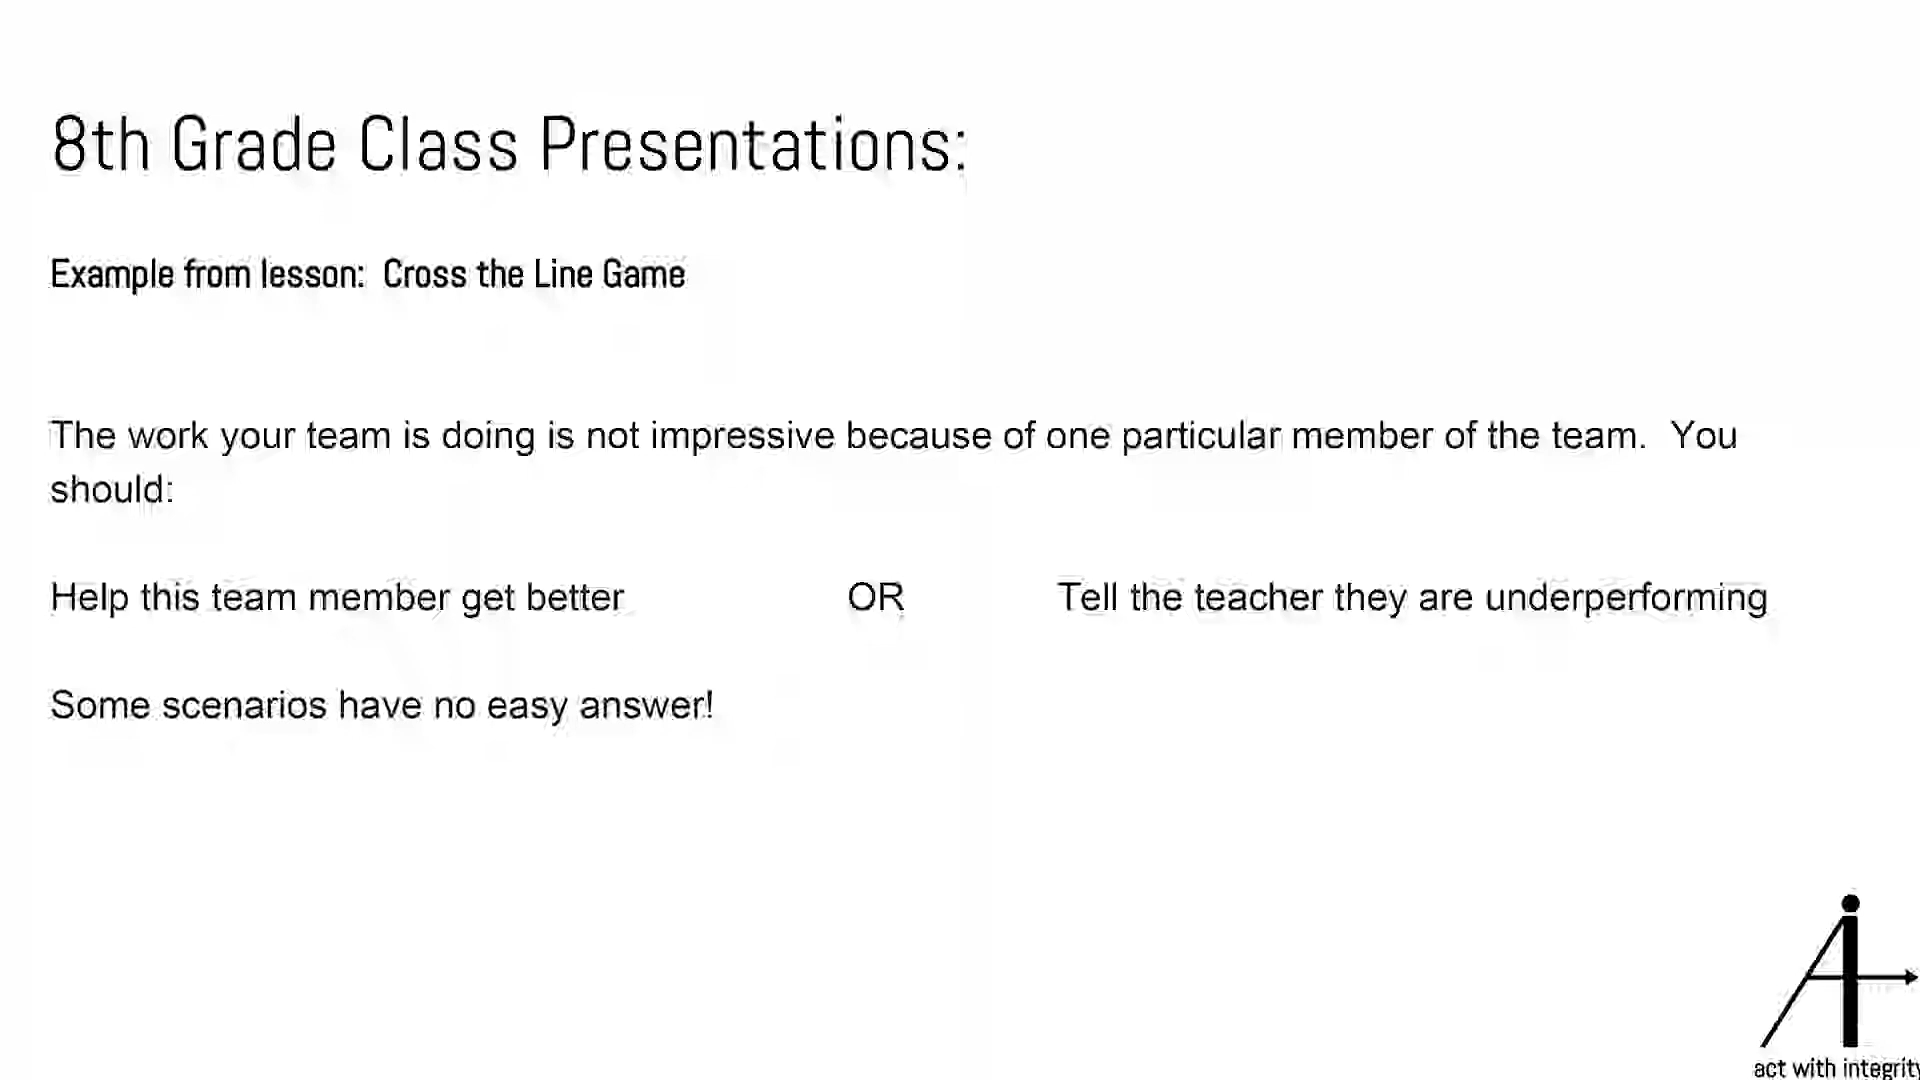 8th Grade Class Presentations:
Example from lesson:  Cross the Line Game
The work your team is doing is not impressive because of one particular member of the team.  You
should:
Help this team member get better OR Tell the teacher they are underperforming
Some scenarios have no easy answer!
act with integrity